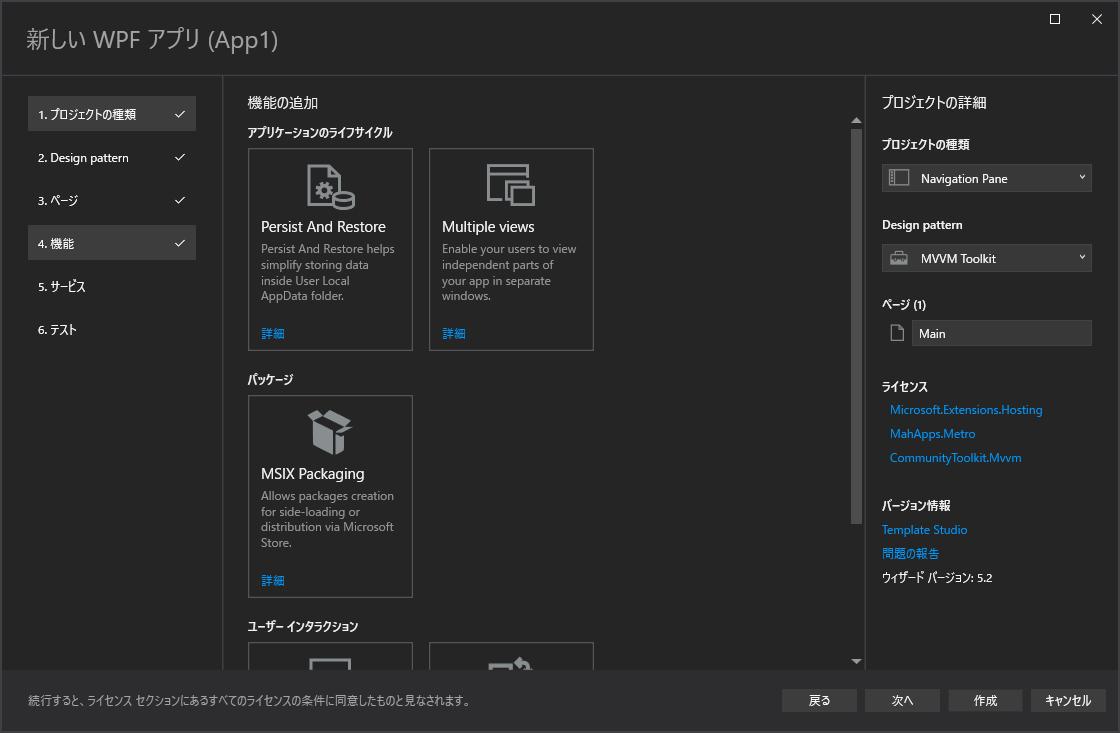 新しい WPF アプリ (App1)
1. プロジェクトの種類
2. Design pattern
3. ページ
4. 機能
5. サービス
6. テスト
機能の追加
アプリケーションのライフサイクル
Persist And Restore
Persist And Restore helps
simplify storing data
inside User Local
AppData folder.
詳細
Multiple views
Enable your users to view
independent parts of
your app in separate
windows.
詳細
パッケージ
MSIX Packaging
Allows packages creation
for side-loading or
distribution via Microsoft
Store.
詳細
ユーザー インタラクション
プロジェクトの詳細
プロジェクトの種類
Navigation Pane
Design pattern
MVVM Toolkit
ページ (1)
Main
ライセンス
Microsoft.Extensions.Hosting
MahApps.Metro
CommunityToolkit.Mvvm
バージョン情報
Template Studio
問題の報告
ウィザード バージョン: 5.2
続行すると、ライセンス セクションにあるすべてのライセンスの条件に同意したものと見なされます。
戻る
次へ
作成
キャンセル